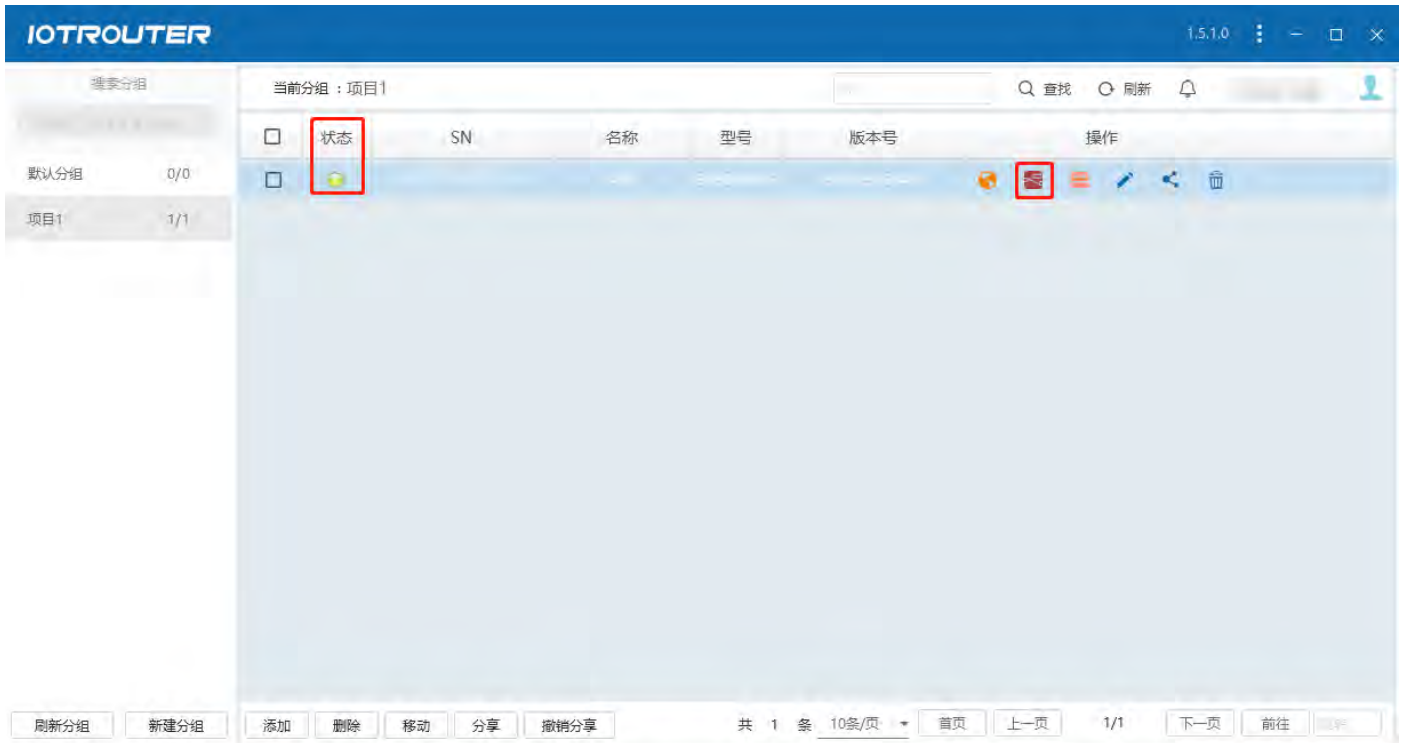 IOTROUTER
1.5.1.0
搜索分组
当前分组：项目1
查找
刷新
状态
SN
名称
型号
版本号
操作
默认分组
0/0
项目1
1/1
刷新分组
新建分组
添加
删除
移动
分享
撤销分享
共 1 条
10条/页
首页
上一页
1/1
下一页
前往